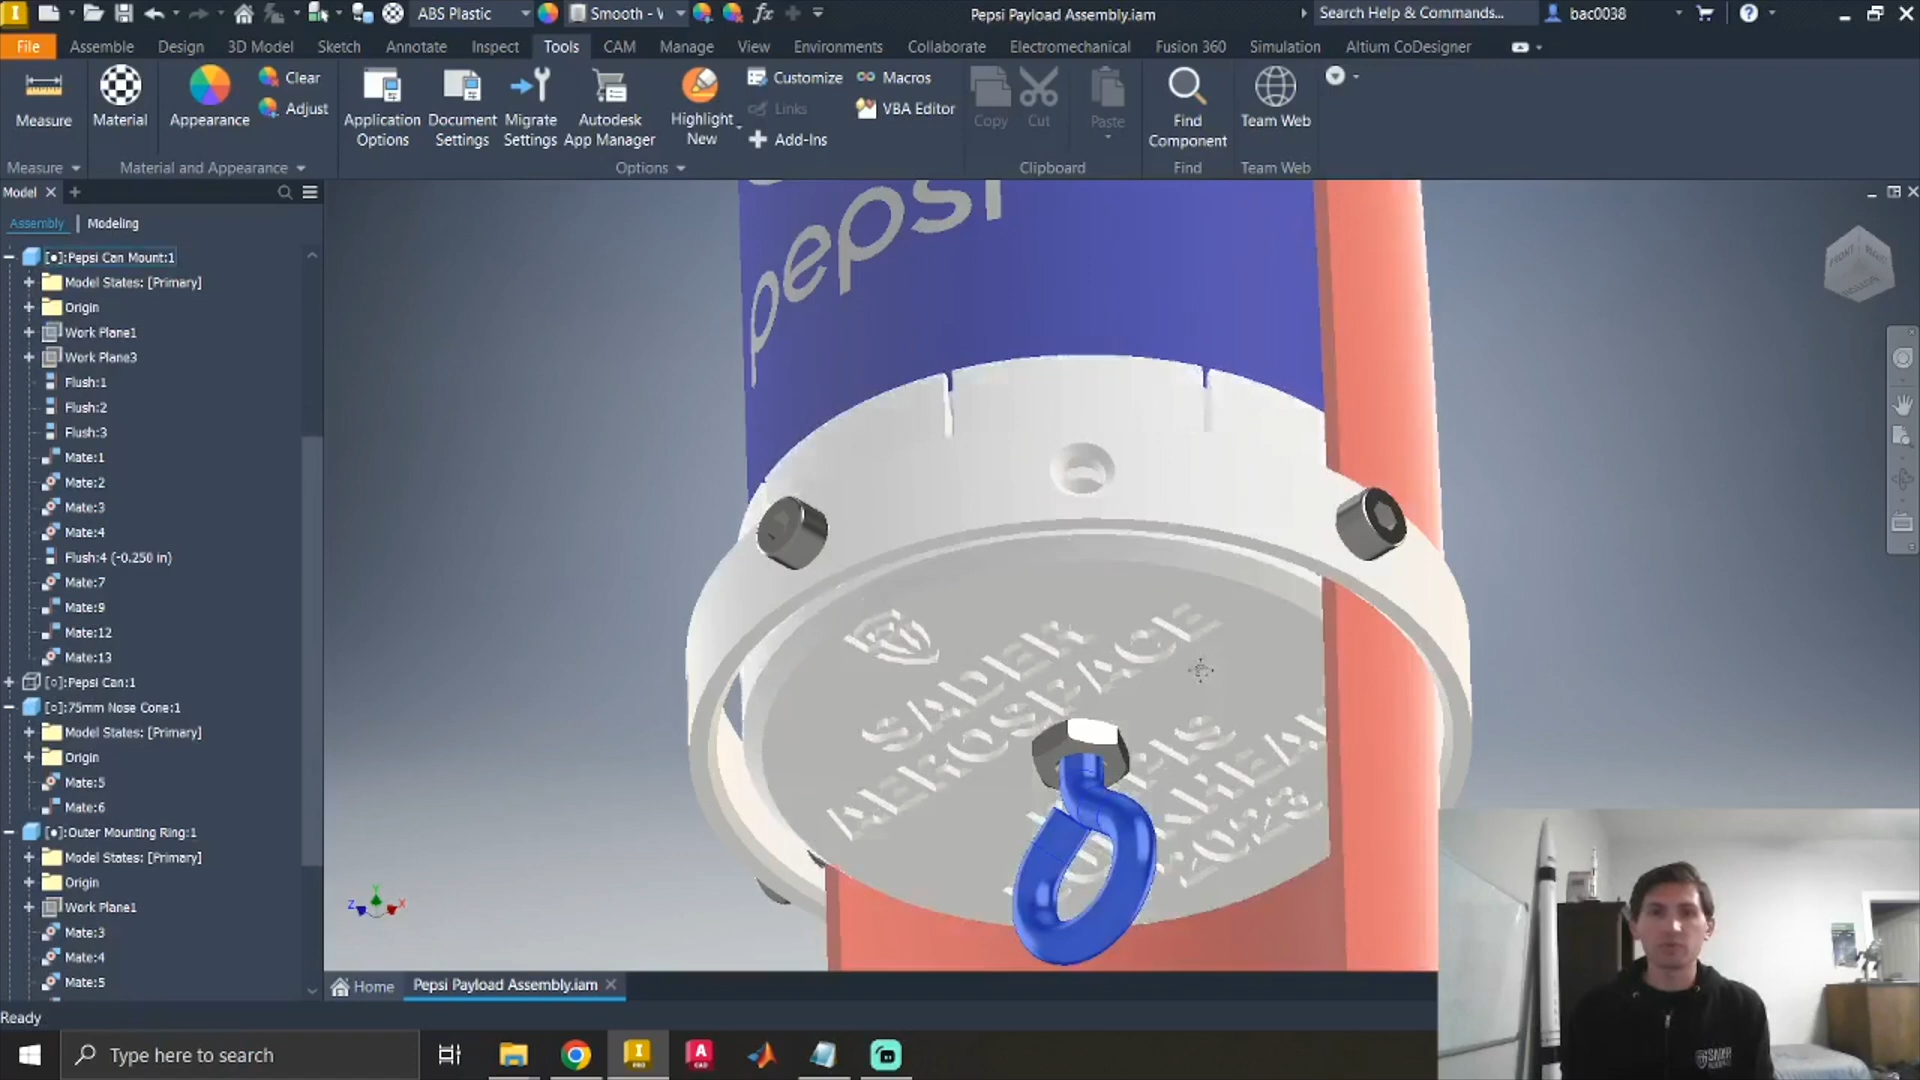 ABS Plastic
Smooth - \
fx
Pepsi Payload Assembly.iam
Search Help & Commands...
bac0038
File
Assemble
Design
3D Model
Sketch
Annotate
Inspect
Tools
CAM
Manage
View
Environments
Collaborate
Electromechanical
Fusion 360
Simulation
Altium CoDesigner
Measure
Material
Appearance
Clear
Adjust
Application Options
Document Settings
Migrate Settings
Autodesk App Manager
Highlight New
Customize
Links
Add-Ins
Macros
VBA Editor
Copy
Cut
Paste
Find Component
Team Web
Measure
Material and Appearance
Options
Clipboard
Find
Team Web
Model
Assembly
Modeling
[●]:Pepsi Can Mount:1
Model States: [Primary]
Origin
Work Plane1
Work Plane3
Flush:1
Flush:2
Flush:3
Mate:1
Mate:2
Mate:3
Mate:4
Flush:4 (-0.250 in)
Mate:7
Mate:9
Mate:12
Mate:13
[○]:Pepsi Can:1
[○]:75mm Nose Cone:1
Model States: [Primary]
Origin
Mate:5
Mate:6
[●]:Outer Mounting Ring:1
Model States: [Primary]
Origin
Work Plane1
Mate:3
Mate:4
Mate:5
pepsi
FRONT
SADER
AEROSPACE
2023
Y
Z
X
Home
Pepsi Payload Assembly.iam
Ready
Type here to search
I
PRO
A
CAD
SADER